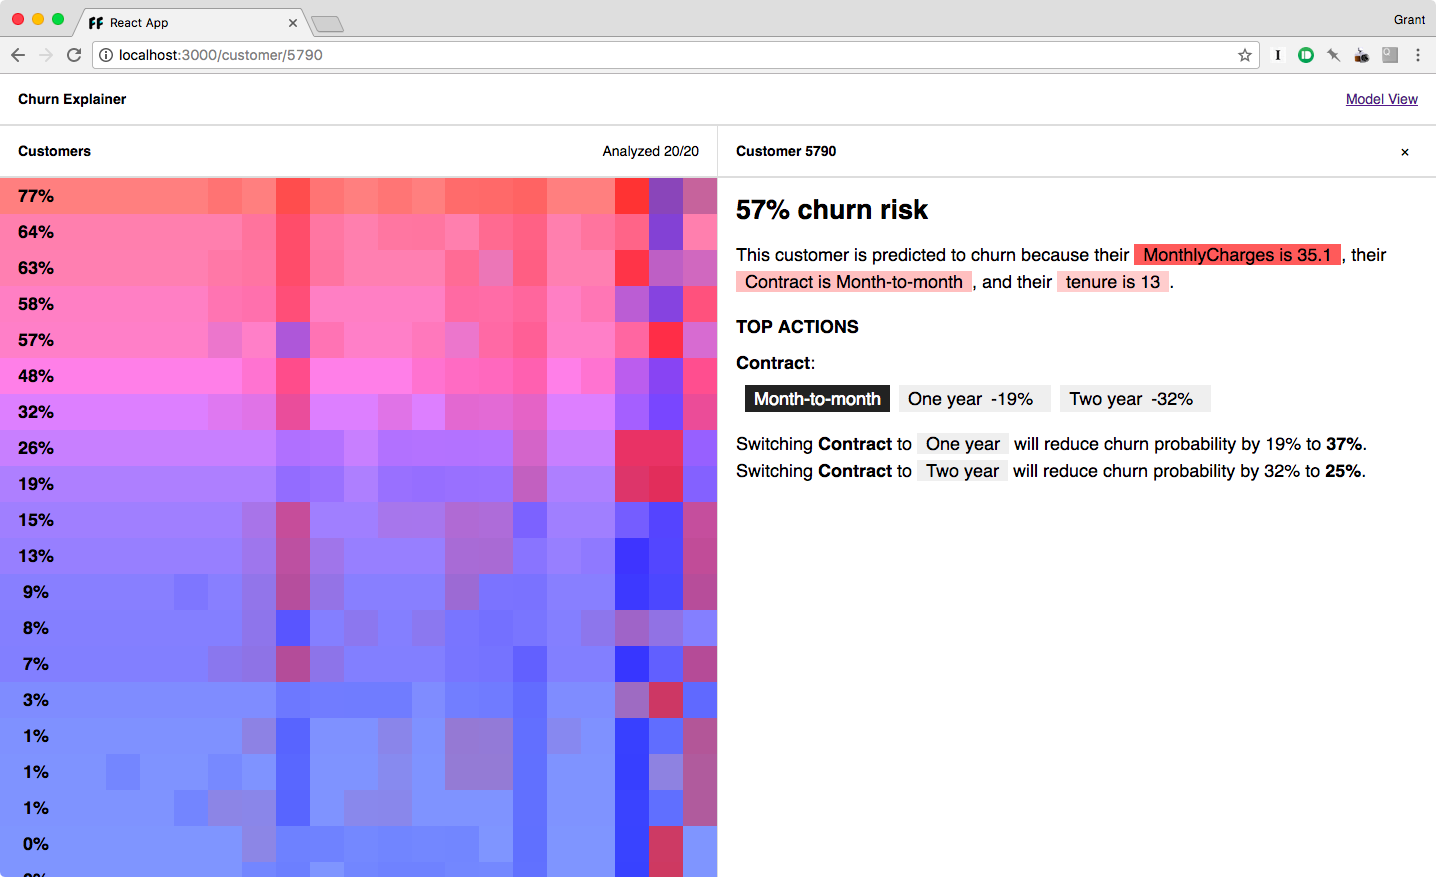 React App
Grant
localhost:3000/customer/5790
Churn Explainer
Model View
Customers
Analyzed 20/20
77%
64%
63%
58%
57%
48%
32%
26%
19%
15%
13%
9%
8%
7%
3%
1%
1%
1%
0%
Customer 5790
×
57% churn risk
This customer is predicted to churn because their MonthlyCharges is 35.1 , their
Contract is Month-to-month , and their tenure is 13 .
TOP ACTIONS
Contract:
Month-to-month One year -19% Two year -32%
Switching Contract to One year will reduce churn probability by 19% to 37%.
Switching Contract to Two year will reduce churn probability by 32% to 25%.